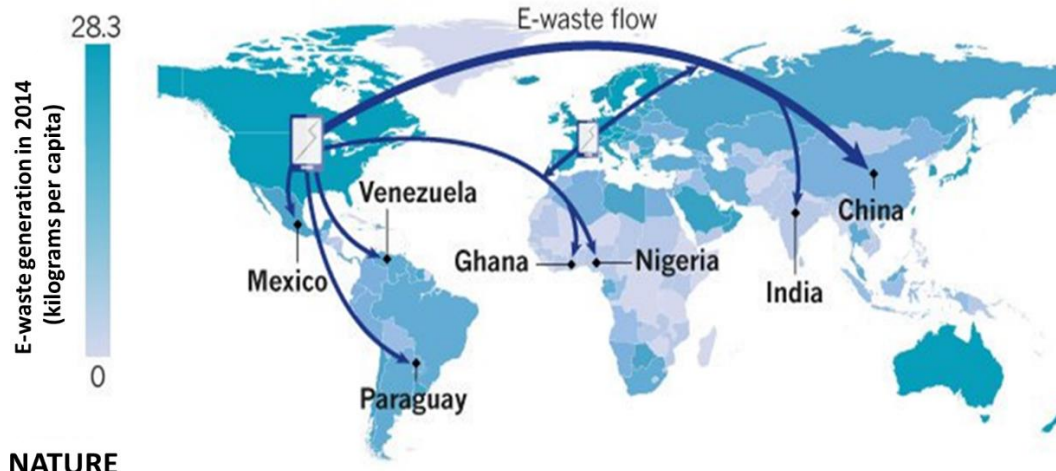 E-waste flow
28.3
E-waste generation in 2014
(kilograms per capita)
0
Venezuela
Mexico
Paraguay
Ghana
Nigeria
India
China
NATURE